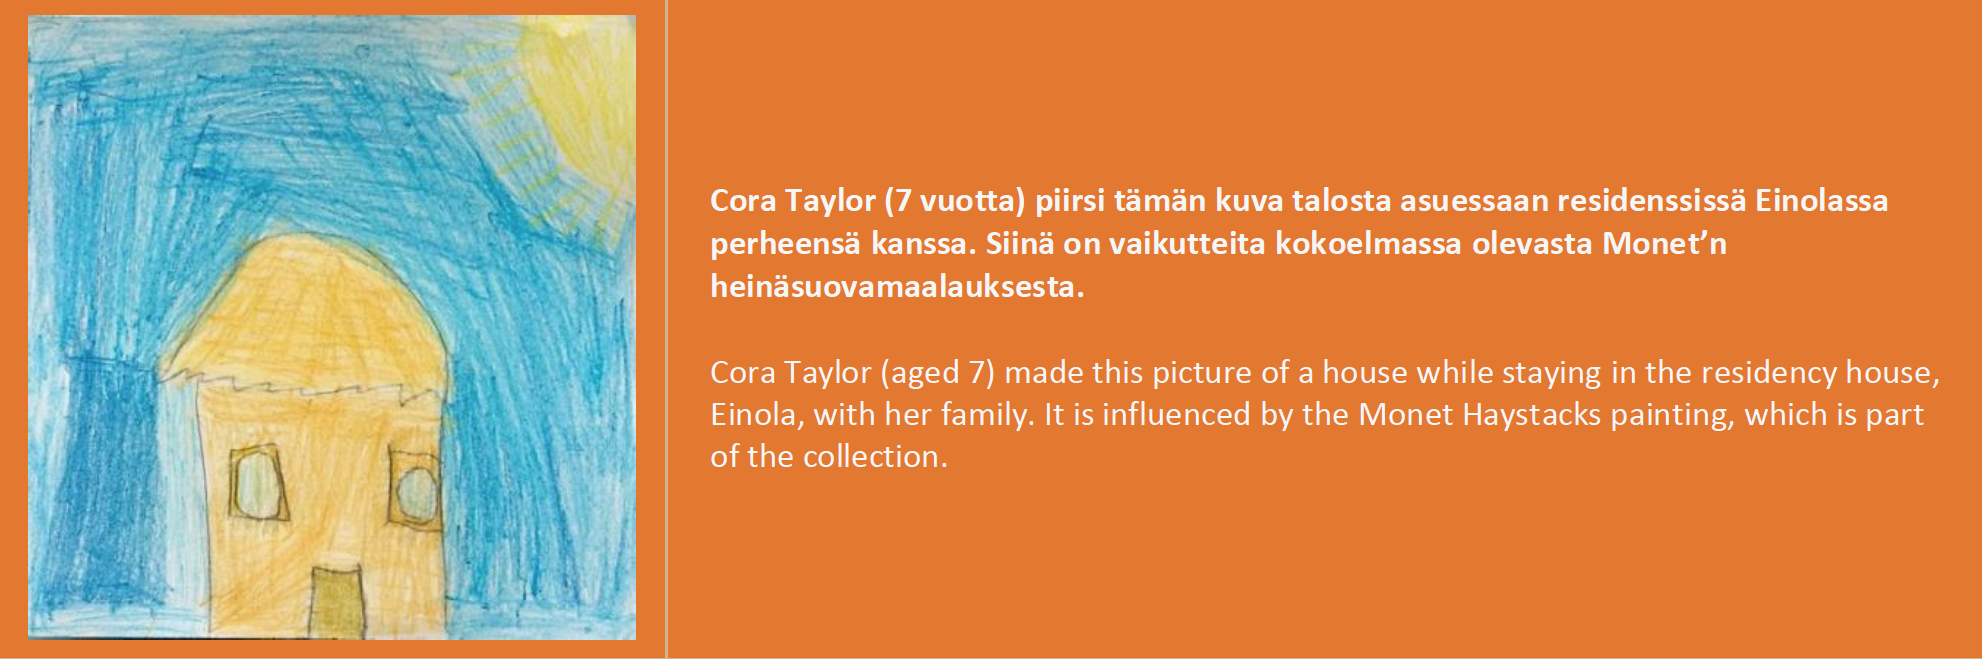 Cora Taylor (7 vuotta) piirsi tämän kuva talosta asuessaan residenssissä Einolassa
perheensä kanssa. Siinä on vaikutteita kokoelmassa olevasta Monet’n
heinäsuovamaalauksesta.
Cora Taylor (aged 7) made this picture of a house while staying in the residency house,
Einola, with her family. It is influenced by the Monet Haystacks painting, which is part
of the collection.